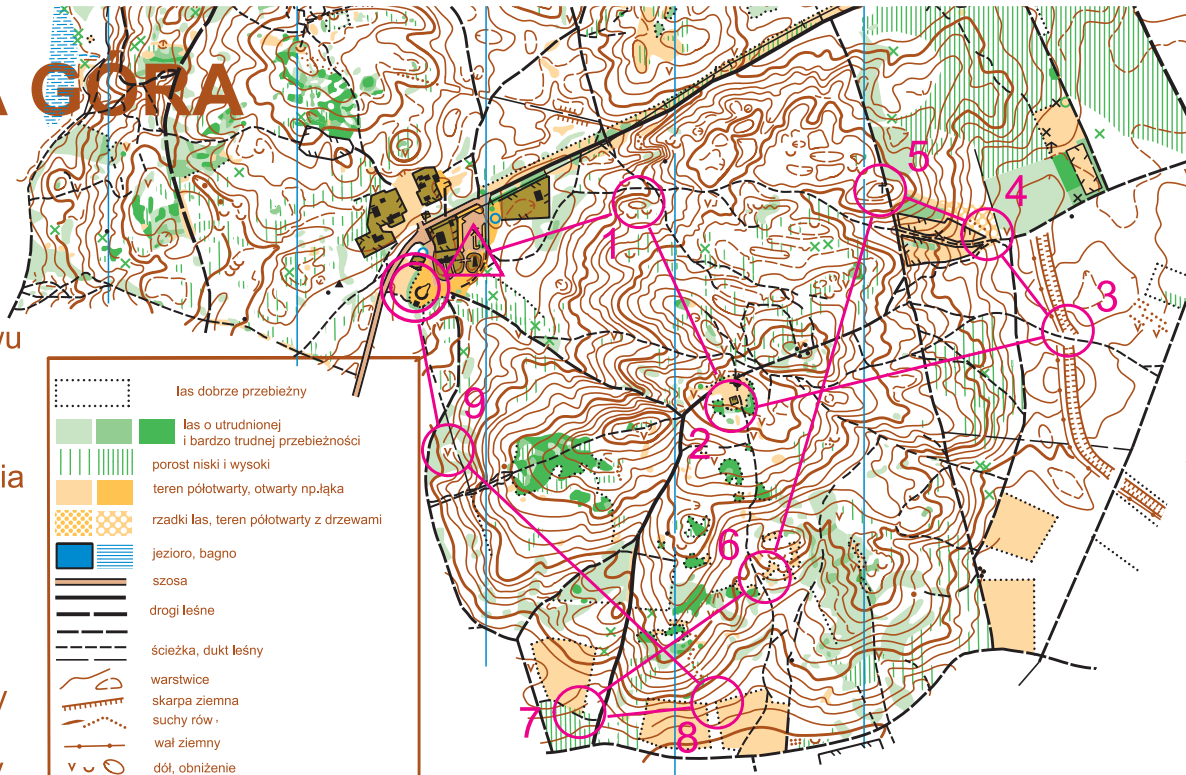 A GÓRA
1
5
4
3
2
9
6
7
8
las dobrze przebieżny
las o utrudnionej
i bardzo trudnej przebieżności
porost niski i wysoki
teren półotwarty, otwarty np.łąka
rzadki las, teren półotwarty z drzewami
jezioro, bagno
szosa
drogi leśne
ścieżka, dukt leśny
warstwice
skarpa ziemna
suchy rów
wał ziemny
dół, obniżenie